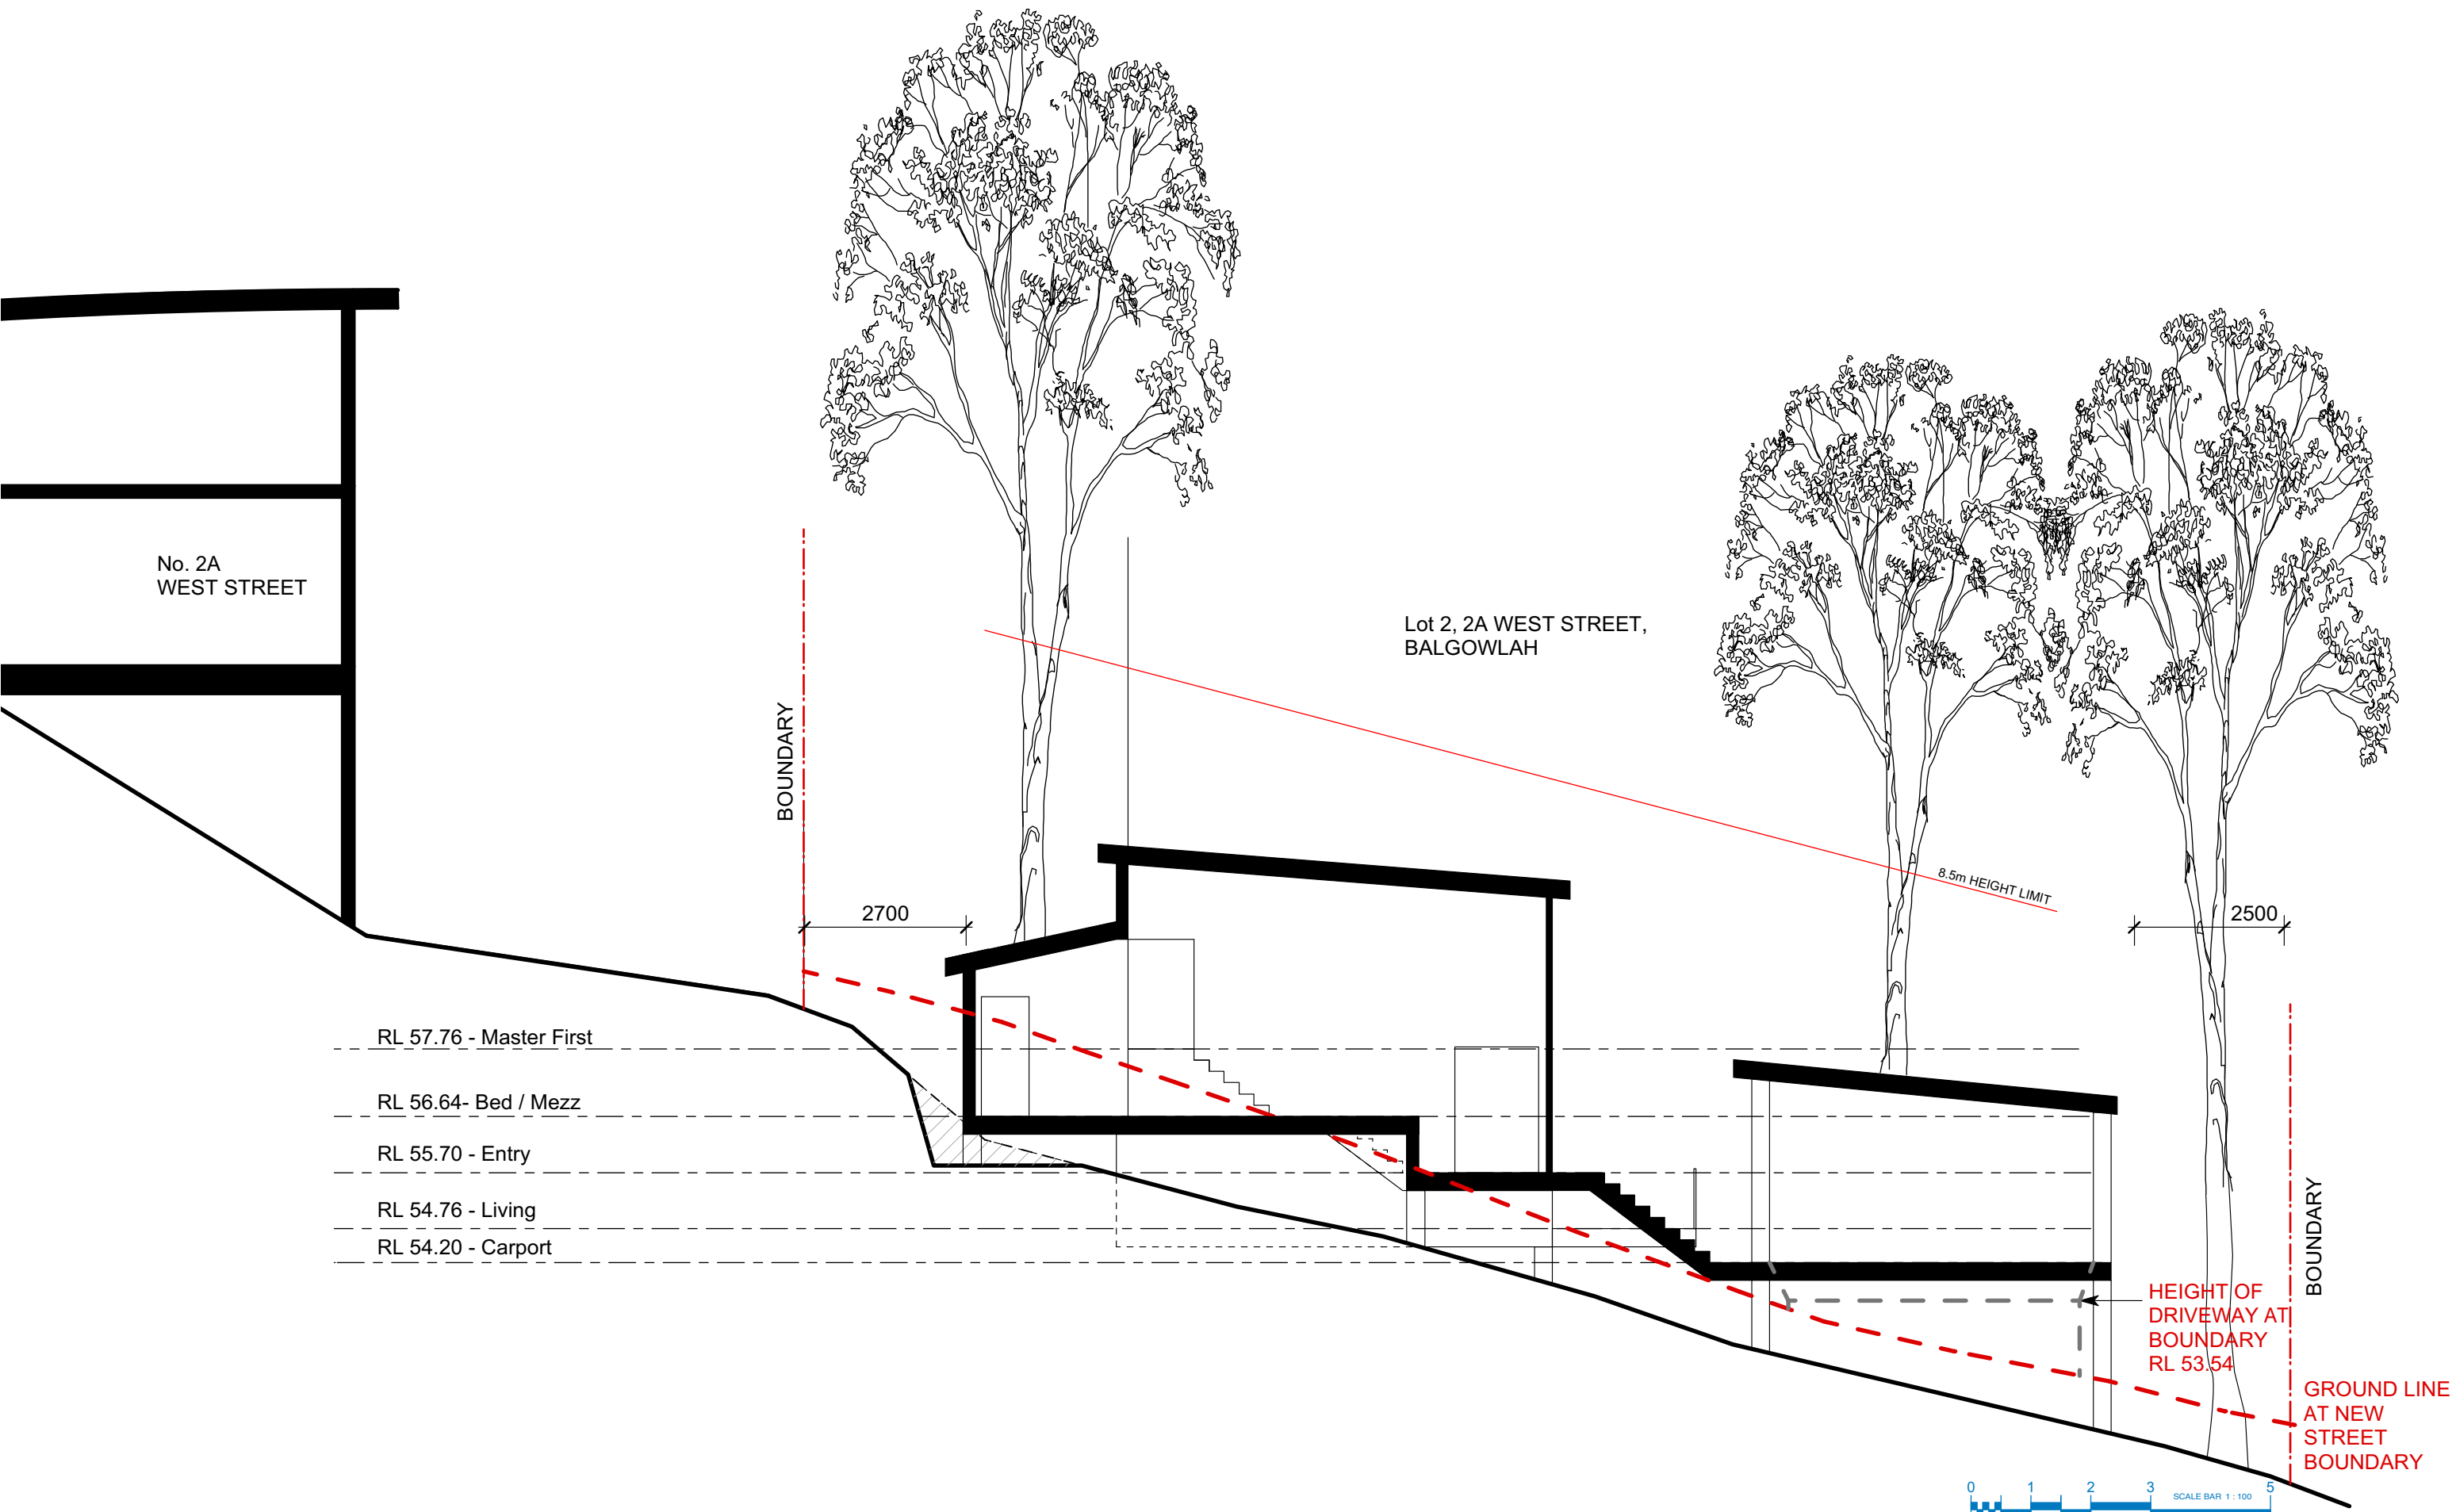 No. 2A
WEST STREET
Lot 2, 2A WEST STREET,
BALGOWLAH
BOUNDARY
8.5m HEIGHT LIMIT
2700
2500
RL 57.76 - Master First
RL 56.64- Bed / Mezz
RL 55.70 - Entry
RL 54.76 - Living
RL 54.20 - Carport
BOUNDARY
HEIGHT OF
DRIVEWAY AT
BOUNDARY
RL 53.54
GROUND LINE
AT NEW
STREET
BOUNDARY
0 1 2 3 5
SCALE BAR 1 : 100